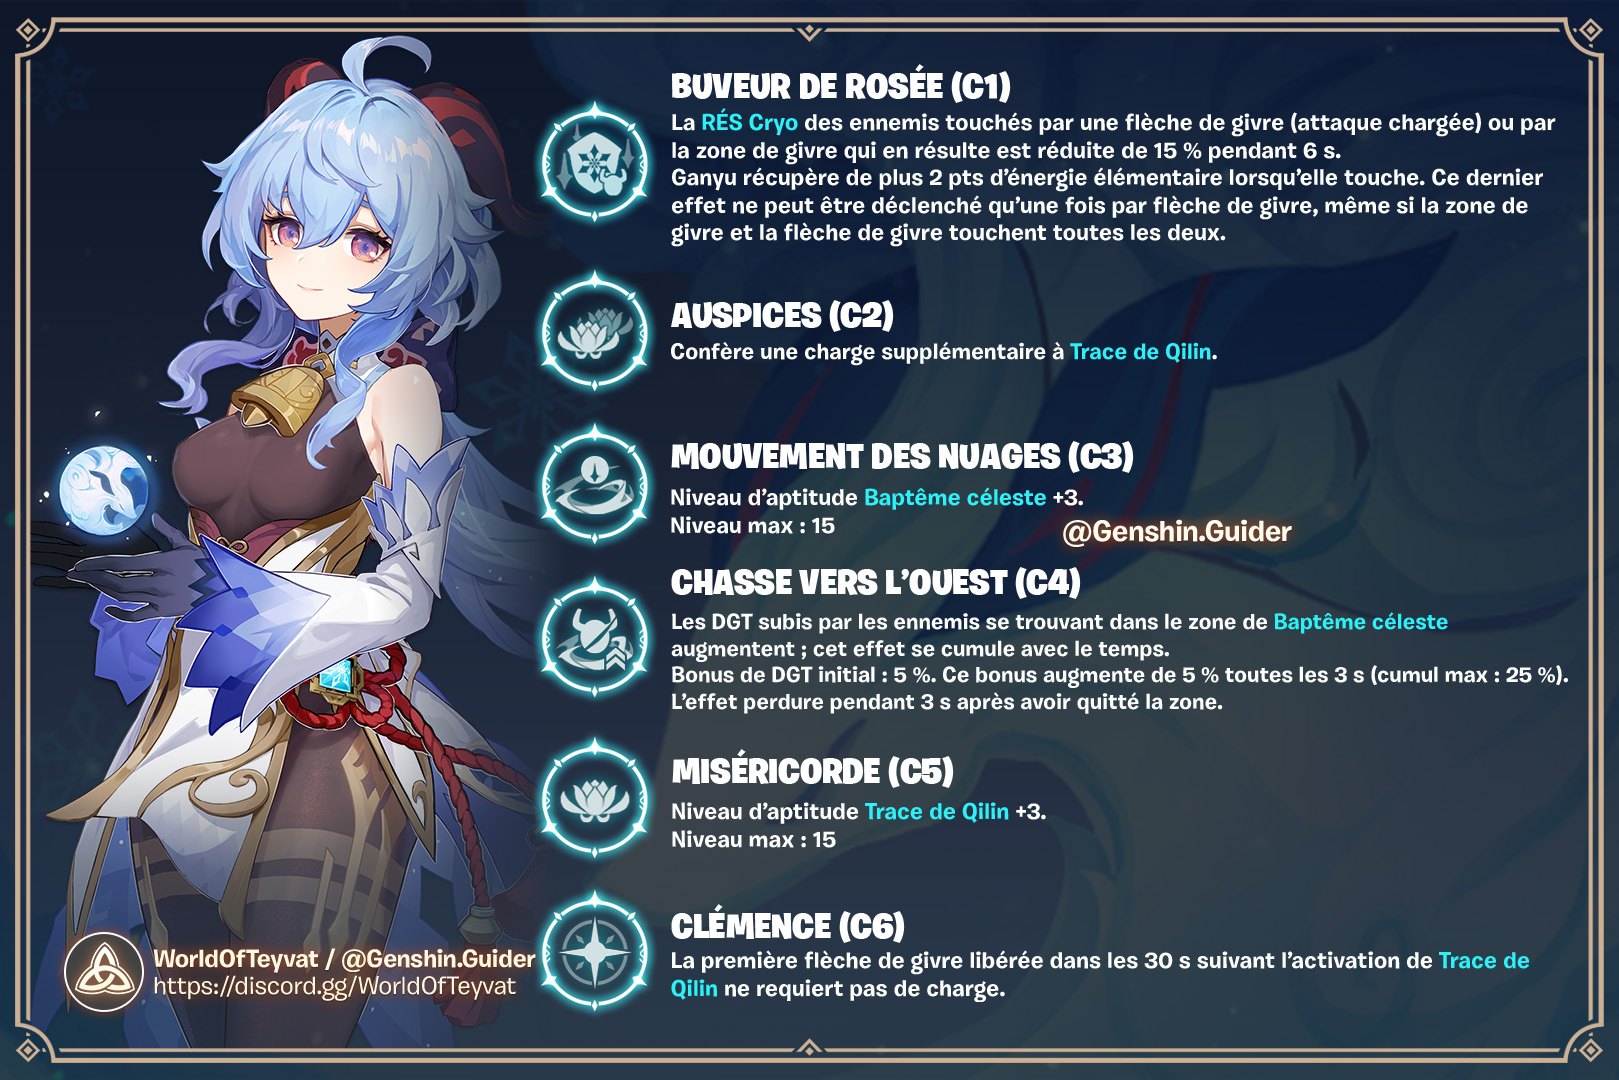 BUVEUR DE ROSÉE (C1)
La RÉS Cryo des ennemis touchés par une flèche de givre (attaque chargée) ou par
la zone de givre qui en résulte est réduite de 15 % pendant 6 s.
Ganyu récupère de plus 2 pts d’énergie élémentaire lorsqu’elle touche. Ce dernier
effet ne peut être déclenché qu’une fois par flèche de givre, même si la zone de
givre et la flèche de givre touchent toutes les deux.
AUSPICES (C2)
Confère une charge supplémentaire à Trace de Qilin.
MOUVEMENT DES NUAGES (C3)
Niveau d’aptitude Baptême céleste +3.
Niveau max : 15
@Genshin.Guider
CHASSE VERS L’OUEST (C4)
Les DGT subis par les ennemis se trouvant dans le zone de Baptême céleste
augmentent ; cet effet se cumule avec le temps.
Bonus de DGT initial : 5 %. Ce bonus augmente de 5 % toutes les 3 s (cumul max : 25 %).
L’effet perdure pendant 3 s après avoir quitté la zone.
MISÉRICORDE (C5)
Niveau d’aptitude Trace de Qilin +3.
Niveau max : 15
CLÉMENCE (C6)
La première flèche de givre libérée dans les 30 s suivant l’activation de Trace de
Qilin ne requiert pas de charge.
WorldOfTeyvat / @Genshin.Guider
https://discord.gg/WorldOfTeyvat